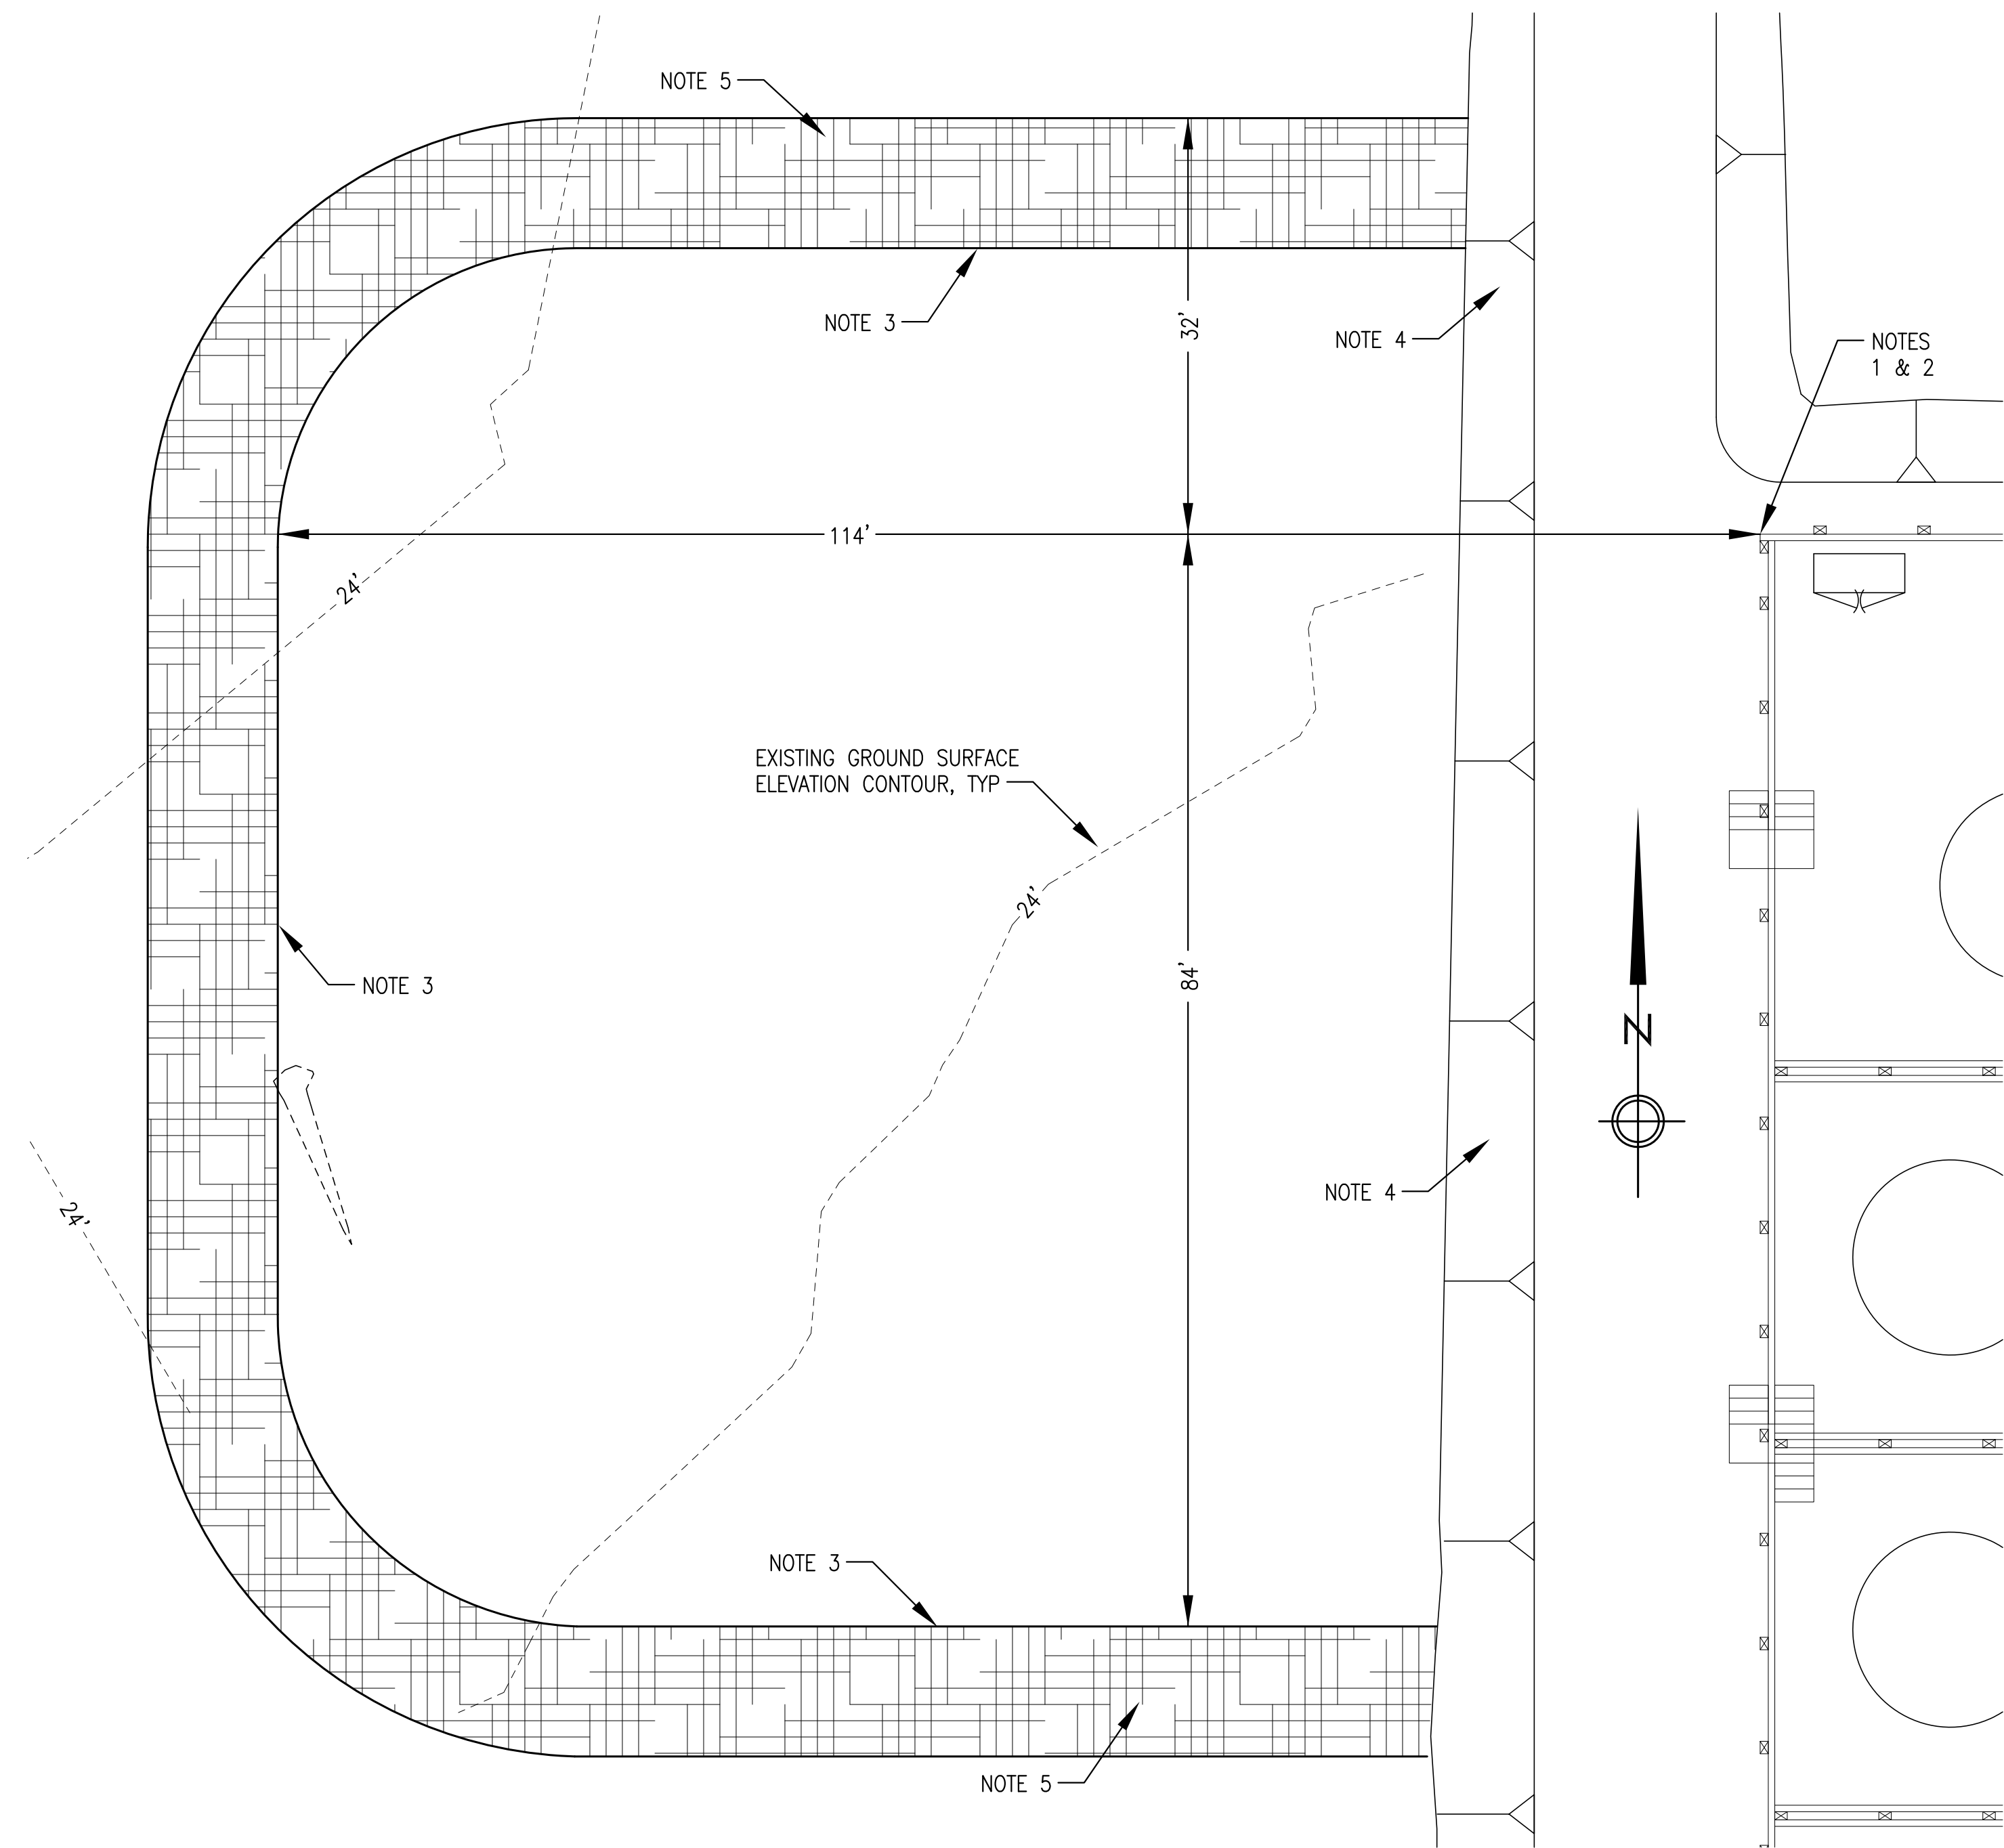 NOTE 5
NOTE 3
32'
NOTE 4
NOTES
1 & 2
114'
24'
EXISTING GROUND SURFACE
ELEVATION CONTOUR, TYP
24'
84'
NOTE 3
N
NOTE 4
24'
NOTE 3
NOTE 5